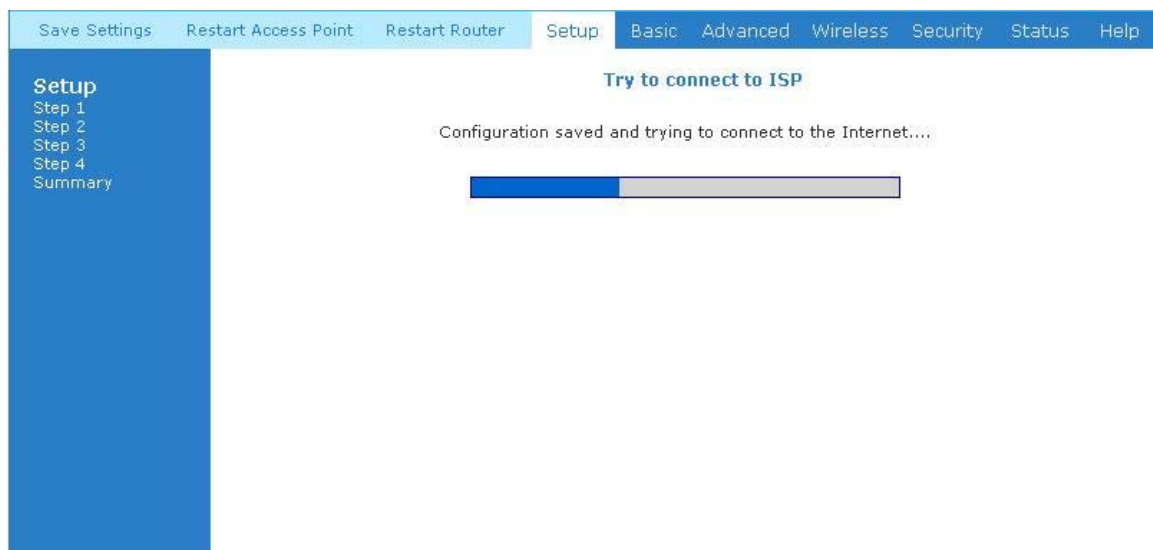 Save Settings Restart Access Point Restart Router Setup Basic Advanced Wireless Security Status Help
Setup
Step 1
Step 2
Step 3
Step 4
Summary
Try to connect to ISP
Configuration saved and trying to connect to the Internet....